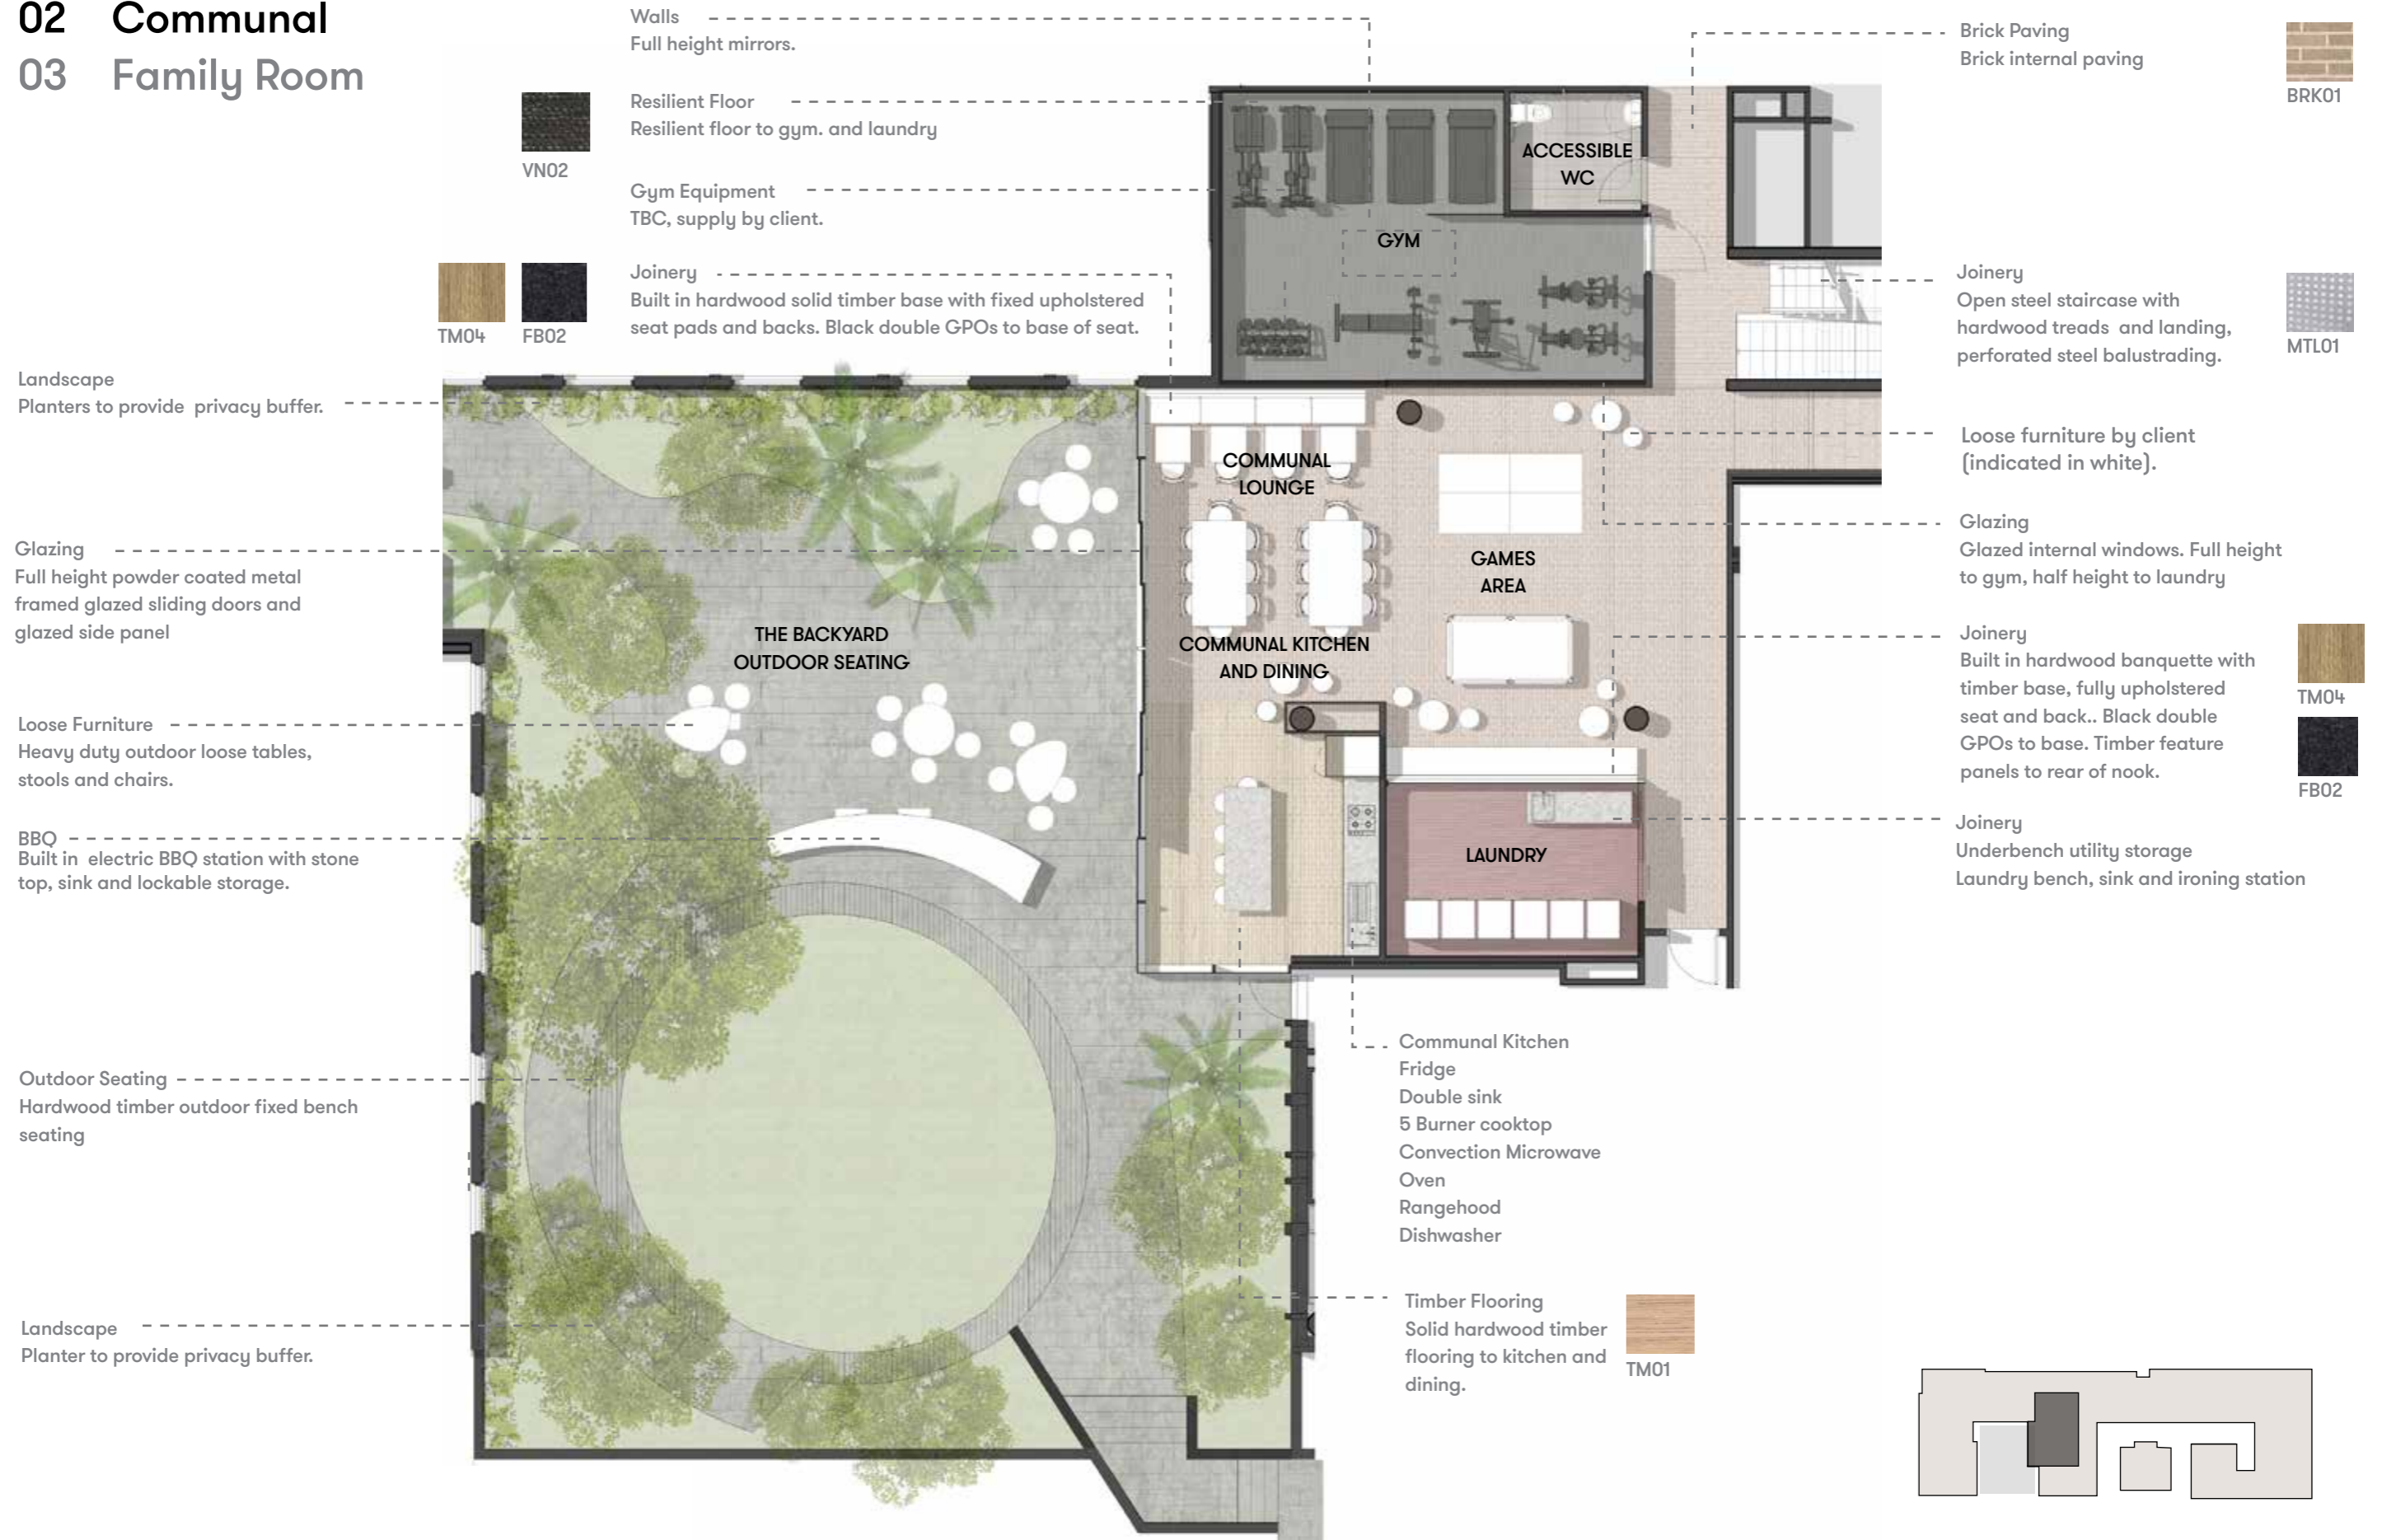 02 Communal
03 Family Room
Walls
Full height mirrors.
VN02
Resilient Floor
Resilient floor to gym. and laundry
Gym Equipment
TBC, supply by client.
TM04
FB02
Joinery
Built in hardwood solid timber base with fixed upholstered
seat pads and backs. Black double GPOs to base of seat.
Landscape
Planters to provide privacy buffer.
Glazing
Full height powder coated metal
framed glazed sliding doors and
glazed side panel
Loose Furniture
Heavy duty outdoor loose tables,
stools and chairs.
BBQ
Built in electric BBQ station with stone
top, sink and lockable storage.
Outdoor Seating
Hardwood timber outdoor fixed bench
seating
Landscape
Planter to provide privacy buffer.
ACCESSIBLE
WC
GYM
COMMUNAL
LOUNGE
GAMES
AREA
THE BACKYARD
OUTDOOR SEATING
COMMUNAL KITCHEN
AND DINING
LAUNDRY
Brick Paving
Brick internal paving
BRK01
Joinery
Open steel staircase with
hardwood treads and landing,
perforated steel balustrading.
MTL01
Loose furniture by client
(indicated in white).
Glazing
Glazed internal windows. Full height
to gym, half height to laundry
Joinery
Built in hardwood banquette with
timber base, fully upholstered
seat and back.. Black double
GPOs to base. Timber feature
panels to rear of nook.
TM04
FB02
Joinery
Underbench utility storage
Laundry bench, sink and ironing station
Communal Kitchen
Fridge
Double sink
5 Burner cooktop
Convection Microwave
Oven
Rangehood
Dishwasher
Timber Flooring
Solid hardwood timber
flooring to kitchen and
dining.
TM01